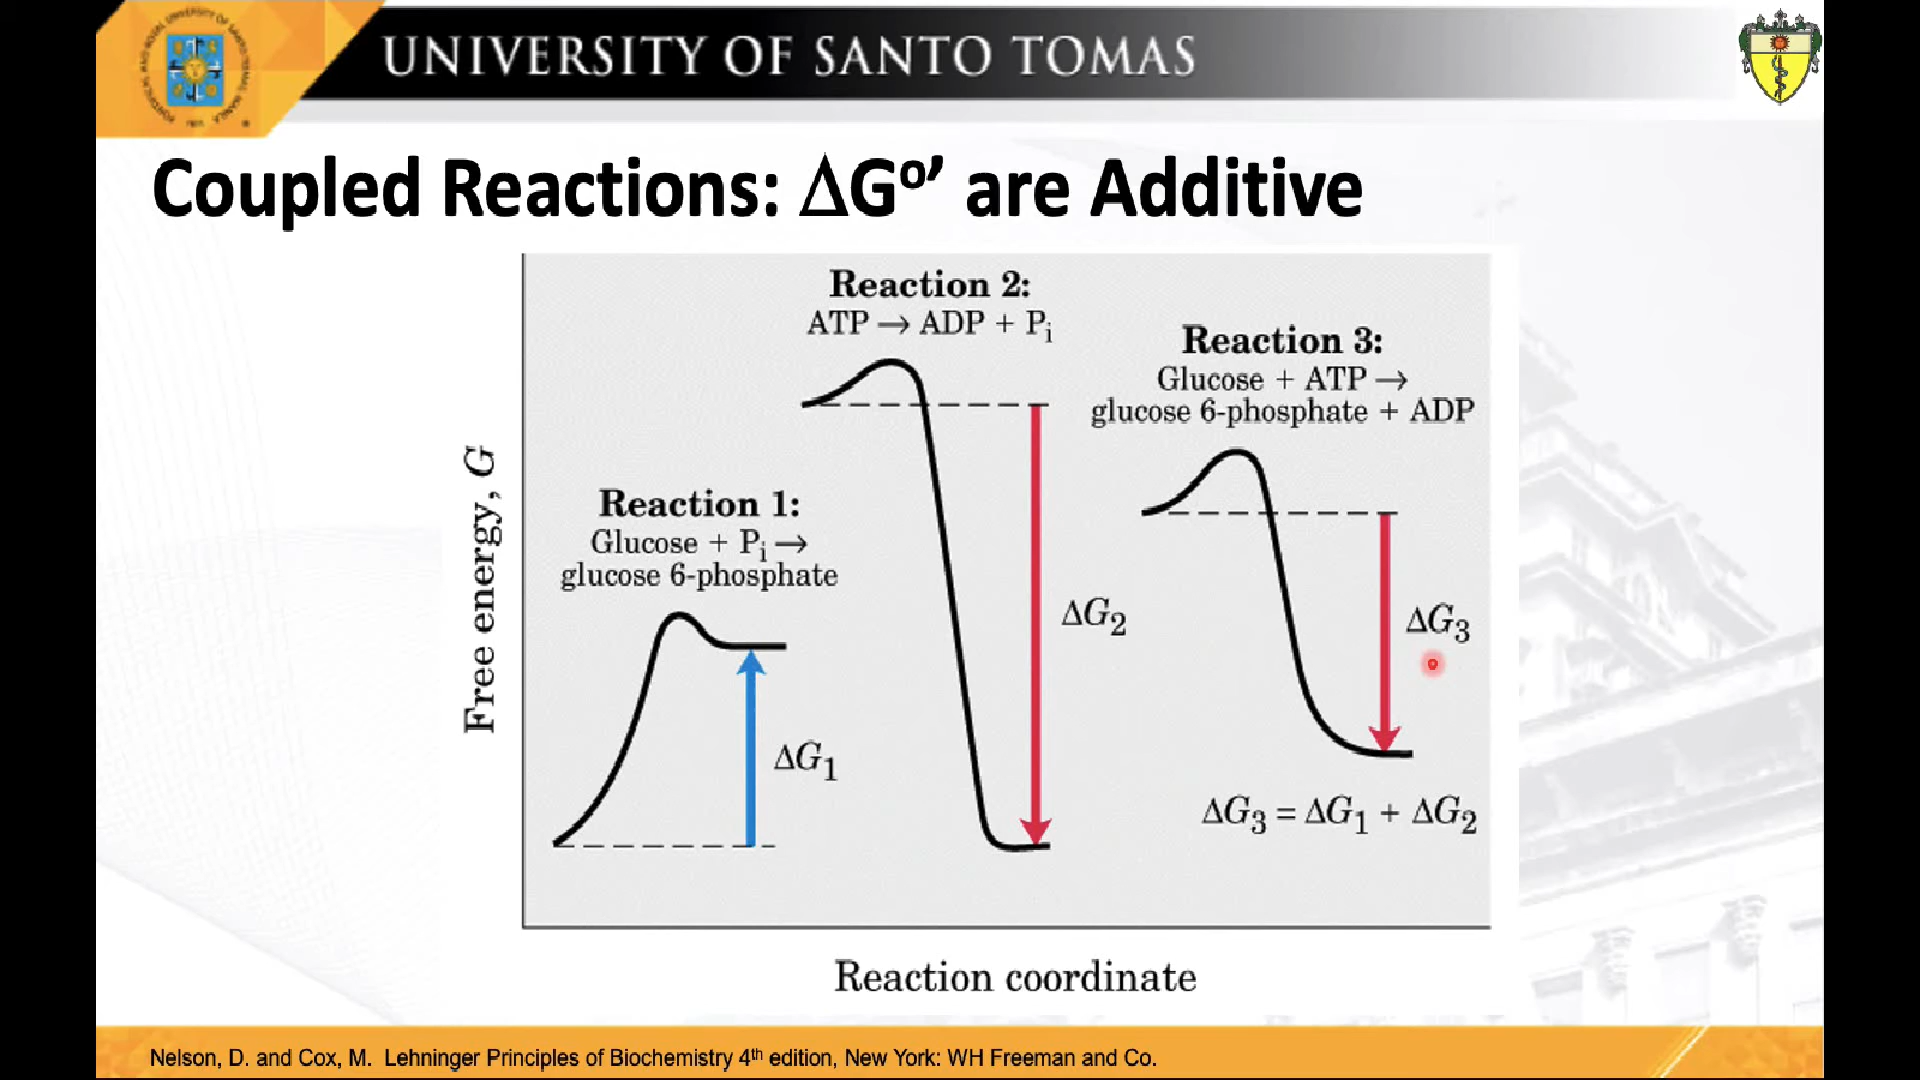 UNIVERSITY OF SANTO TOMAS
Coupled Reactions: ΔGº’ are Additive
Reaction 2:
ATP → ADP + Pi
Reaction 3:
Glucose + ATP →
glucose 6-phosphate + ADP
Reaction 1:
Glucose + Pi →
glucose 6-phosphate
Free energy, G
ΔG2
ΔG3
ΔG1
ΔG3 = ΔG1 + ΔG2
Reaction coordinate
Nelson, D. and Cox, M. Lehninger Principles of Biochemistry 4th edition, New York: WH Freeman and Co.